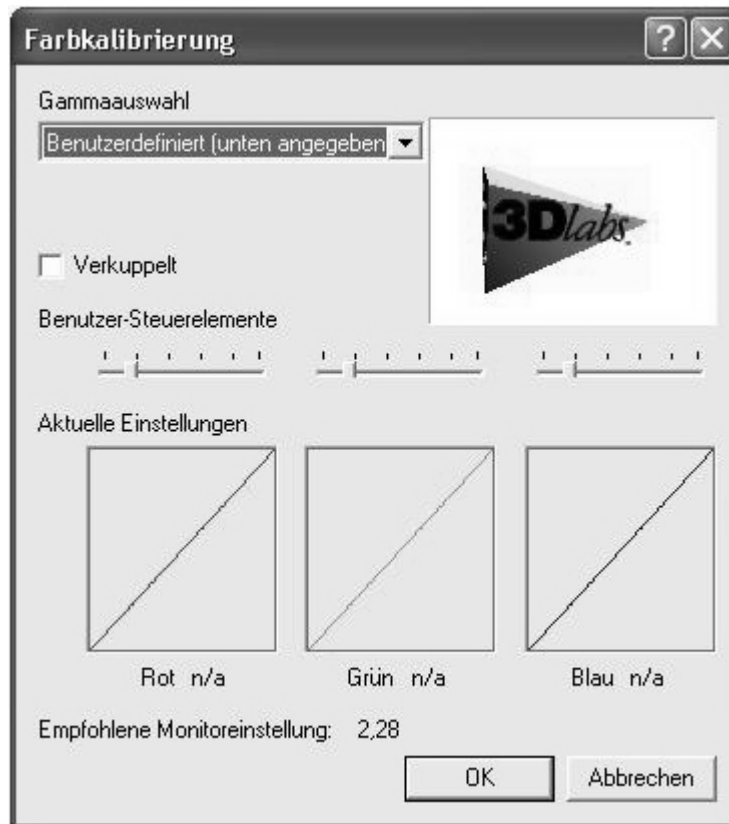 Farbkalibrierung
Gammaauswahl
Benutzerdefiniert (unten angegeben
3Dlabs
Verkuppelt
Benutzer-Steuerelemente
Aktuelle Einstellungen
Rot n/a
Grün n/a
Blau n/a
Empfohlene Monitoreinstellung: 2,28
OK
Abbrechen